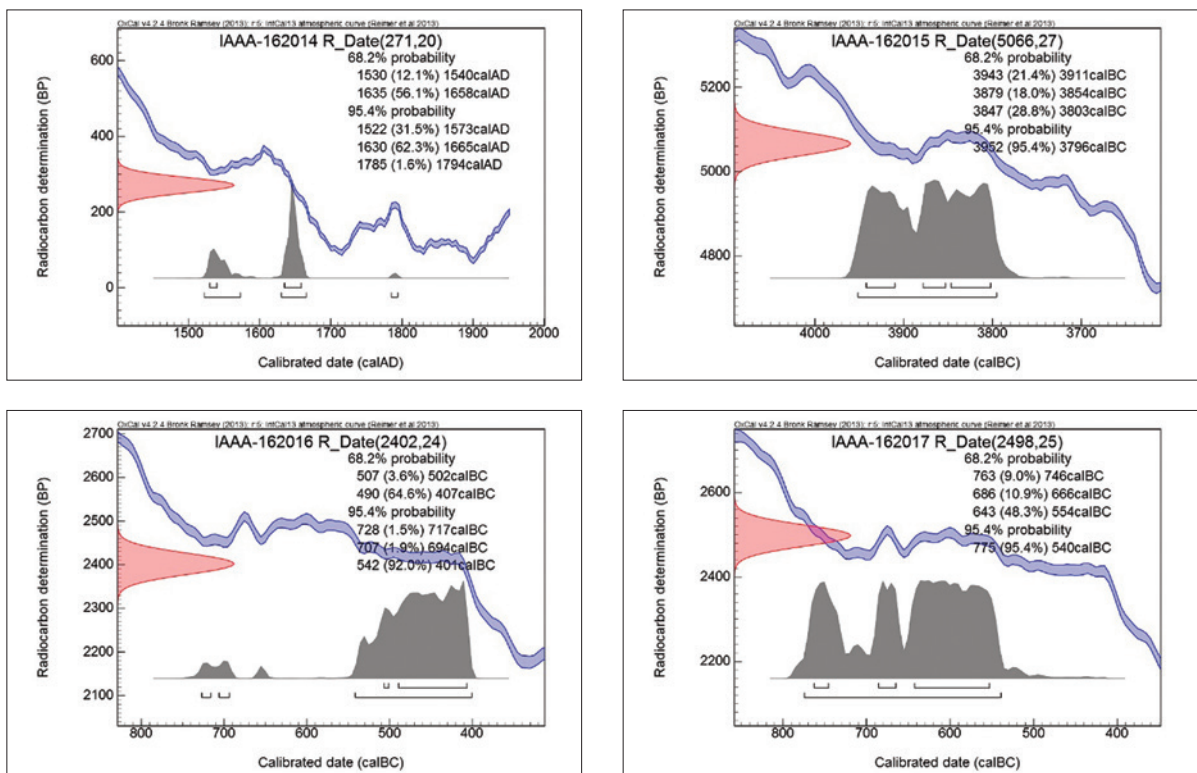 OxCal v4.2.4 Bronk Ramsey (2013); r:5; IntCal13 atmospheric curve (Reimer et al 2013)
IAAA-162014 R_Date(271,20)
68.2% probability
1530 (12.1%) 1540calAD
1635 (56.1%) 1658calAD
95.4% probability
1522 (31.5%) 1573calAD
1630 (62.3%) 1665calAD
1785 (1.6%) 1794calAD
Radiocarbon determination (BP)
600
400
200
0
1500 1600 1700 1800 1900 2000
Calibrated date (calAD)
OxCal v4.2.4 Bronk Ramsey (2013); r:5; IntCal13 atmospheric curve (Reimer et al 2013)
IAAA-162015 R_Date(5066,27)
68.2% probability
3943 (21.4%) 3911calBC
3879 (18.0%) 3854calBC
3847 (28.8%) 3803calBC
95.4% probability
3952 (95.4%) 3796calBC
Radiocarbon determination (BP)
5200
5000
4800
4000 3900 3800 3700
Calibrated date (calBC)
OxCal v4.2.4 Bronk Ramsey (2013); r:5; IntCal13 atmospheric curve (Reimer et al 2013)
IAAA-162016 R_Date(2402,24)
68.2% probability
507 (3.6%) 502calBC
490 (64.6%) 407calBC
95.4% probability
728 (1.5%) 717calBC
707 (1.9%) 694calBC
542 (92.0%) 401calBC
Radiocarbon determination (BP)
2700
2600
2500
2400
2300
2200
2100
800 700 600 500 400
Calibrated date (calBC)
OxCal v4.2.4 Bronk Ramsey (2013); r:5; IntCal13 atmospheric curve (Reimer et al 2013)
IAAA-162017 R_Date(2498,25)
68.2% probability
763 (9.0%) 746calBC
686 (10.9%) 666calBC
643 (48.3%) 554calBC
95.4% probability
775 (95.4%) 540calBC
Radiocarbon determination (BP)
2600
2400
2200
800 700 600 500 400
Calibrated date (calBC)